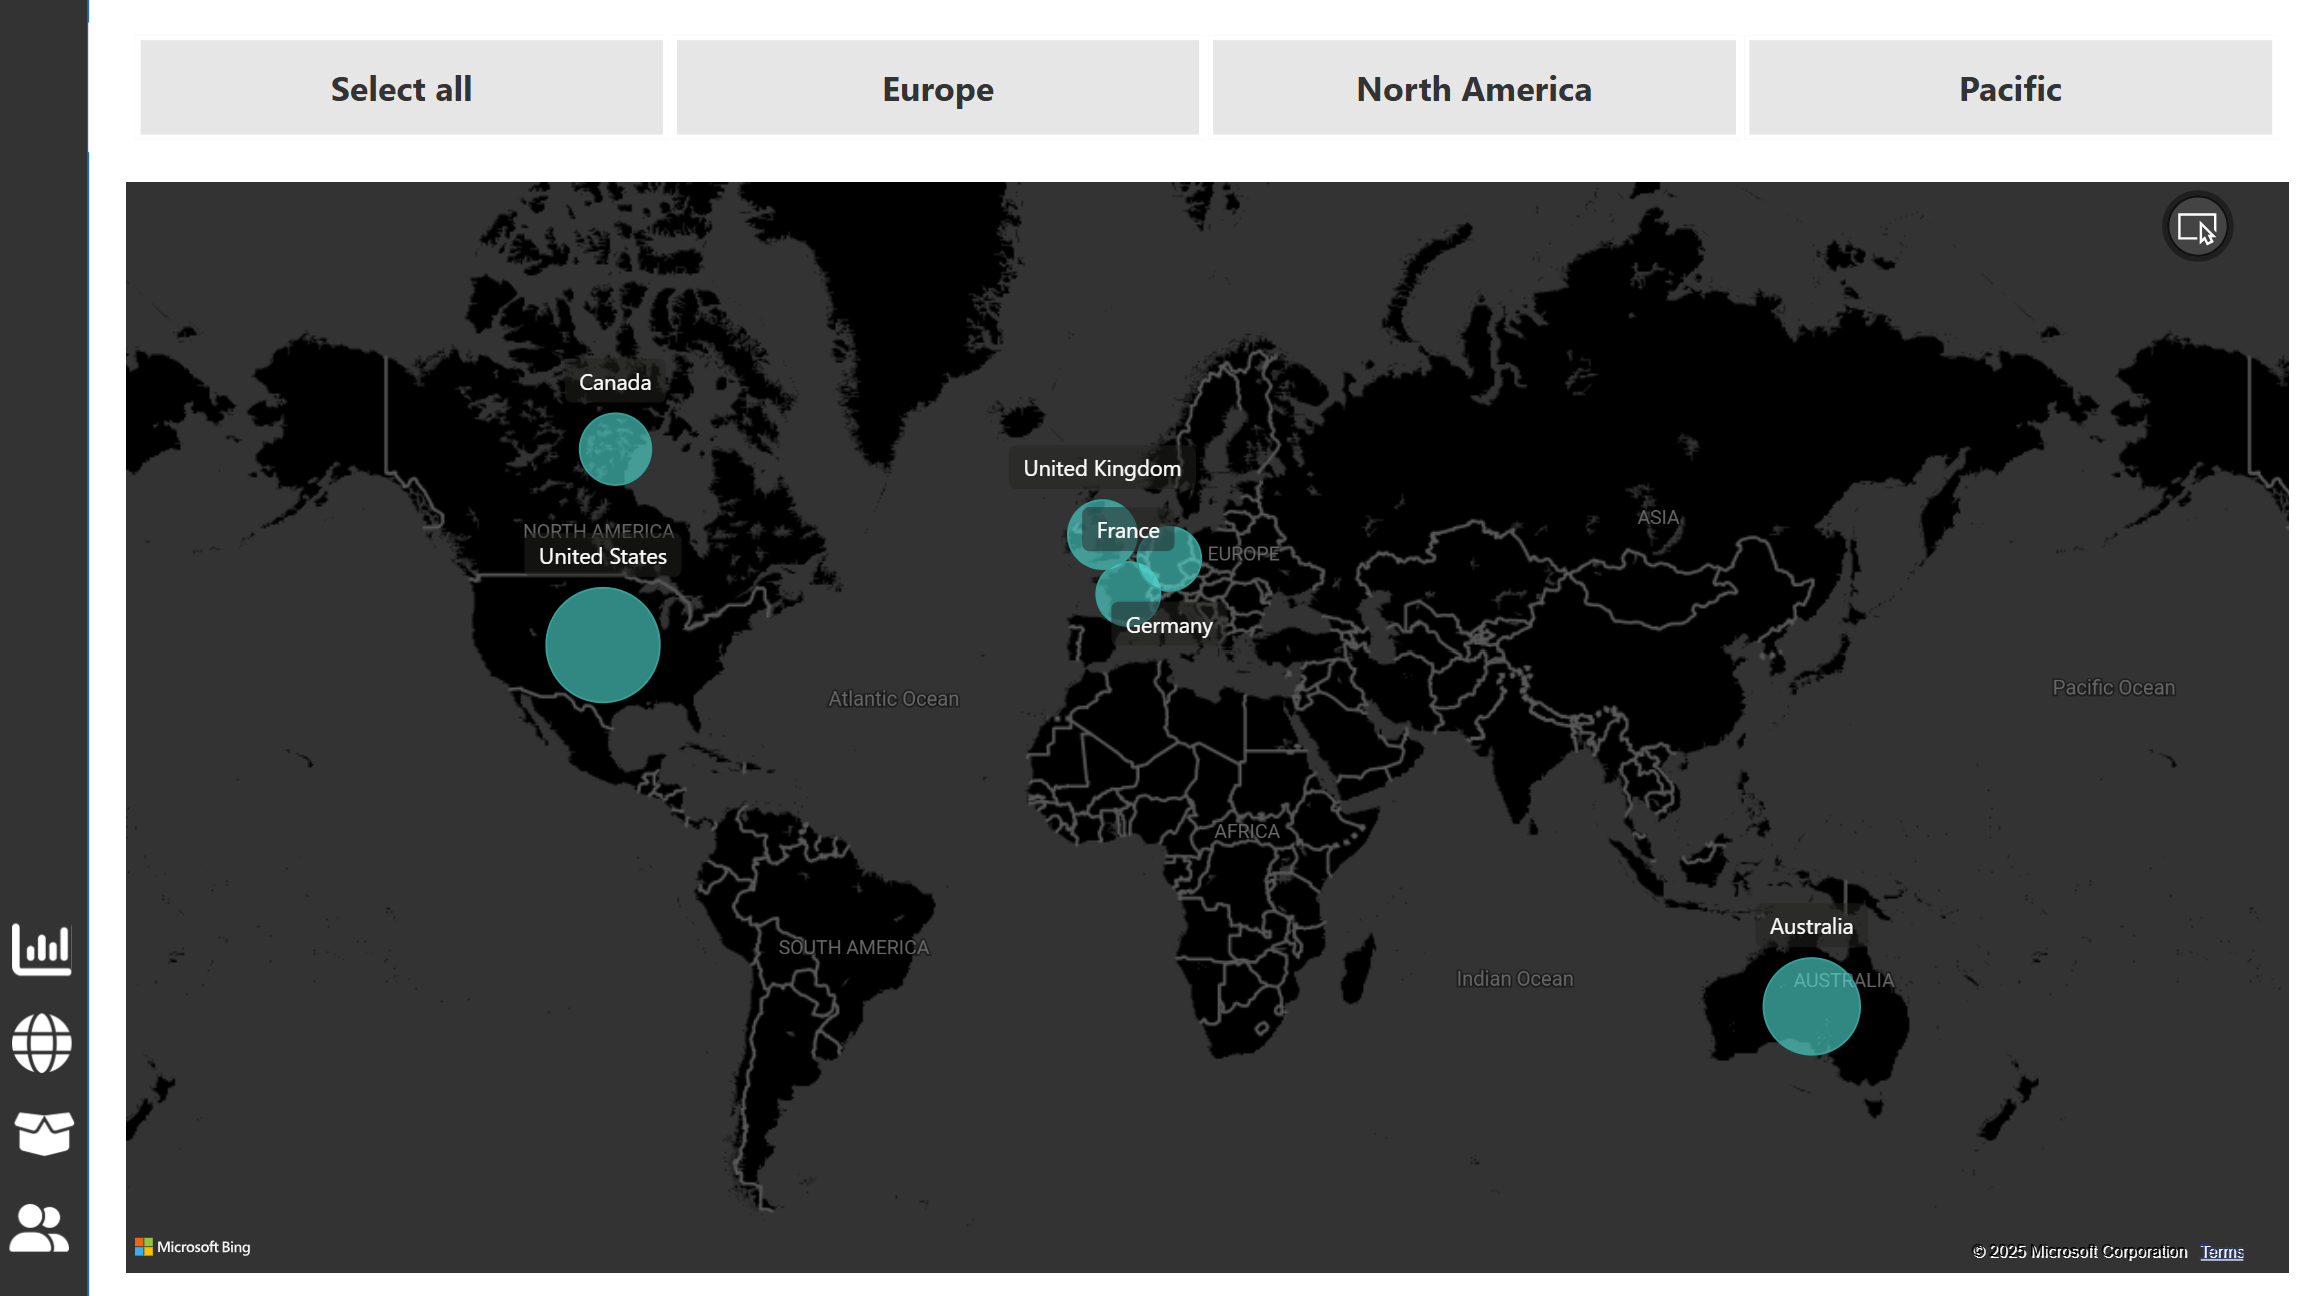 Select all
Europe
North America
Pacific
Canada
United Kingdom
NORTH AMERICA
United States
France
EUROPE
ASIA
Germany
Atlantic Ocean
Pacific Ocean
AFRICA
SOUTH AMERICA
Indian Ocean
Australia
AUSTRALIA
Microsoft Bing
© 2025 Microsoft Corporation Terms